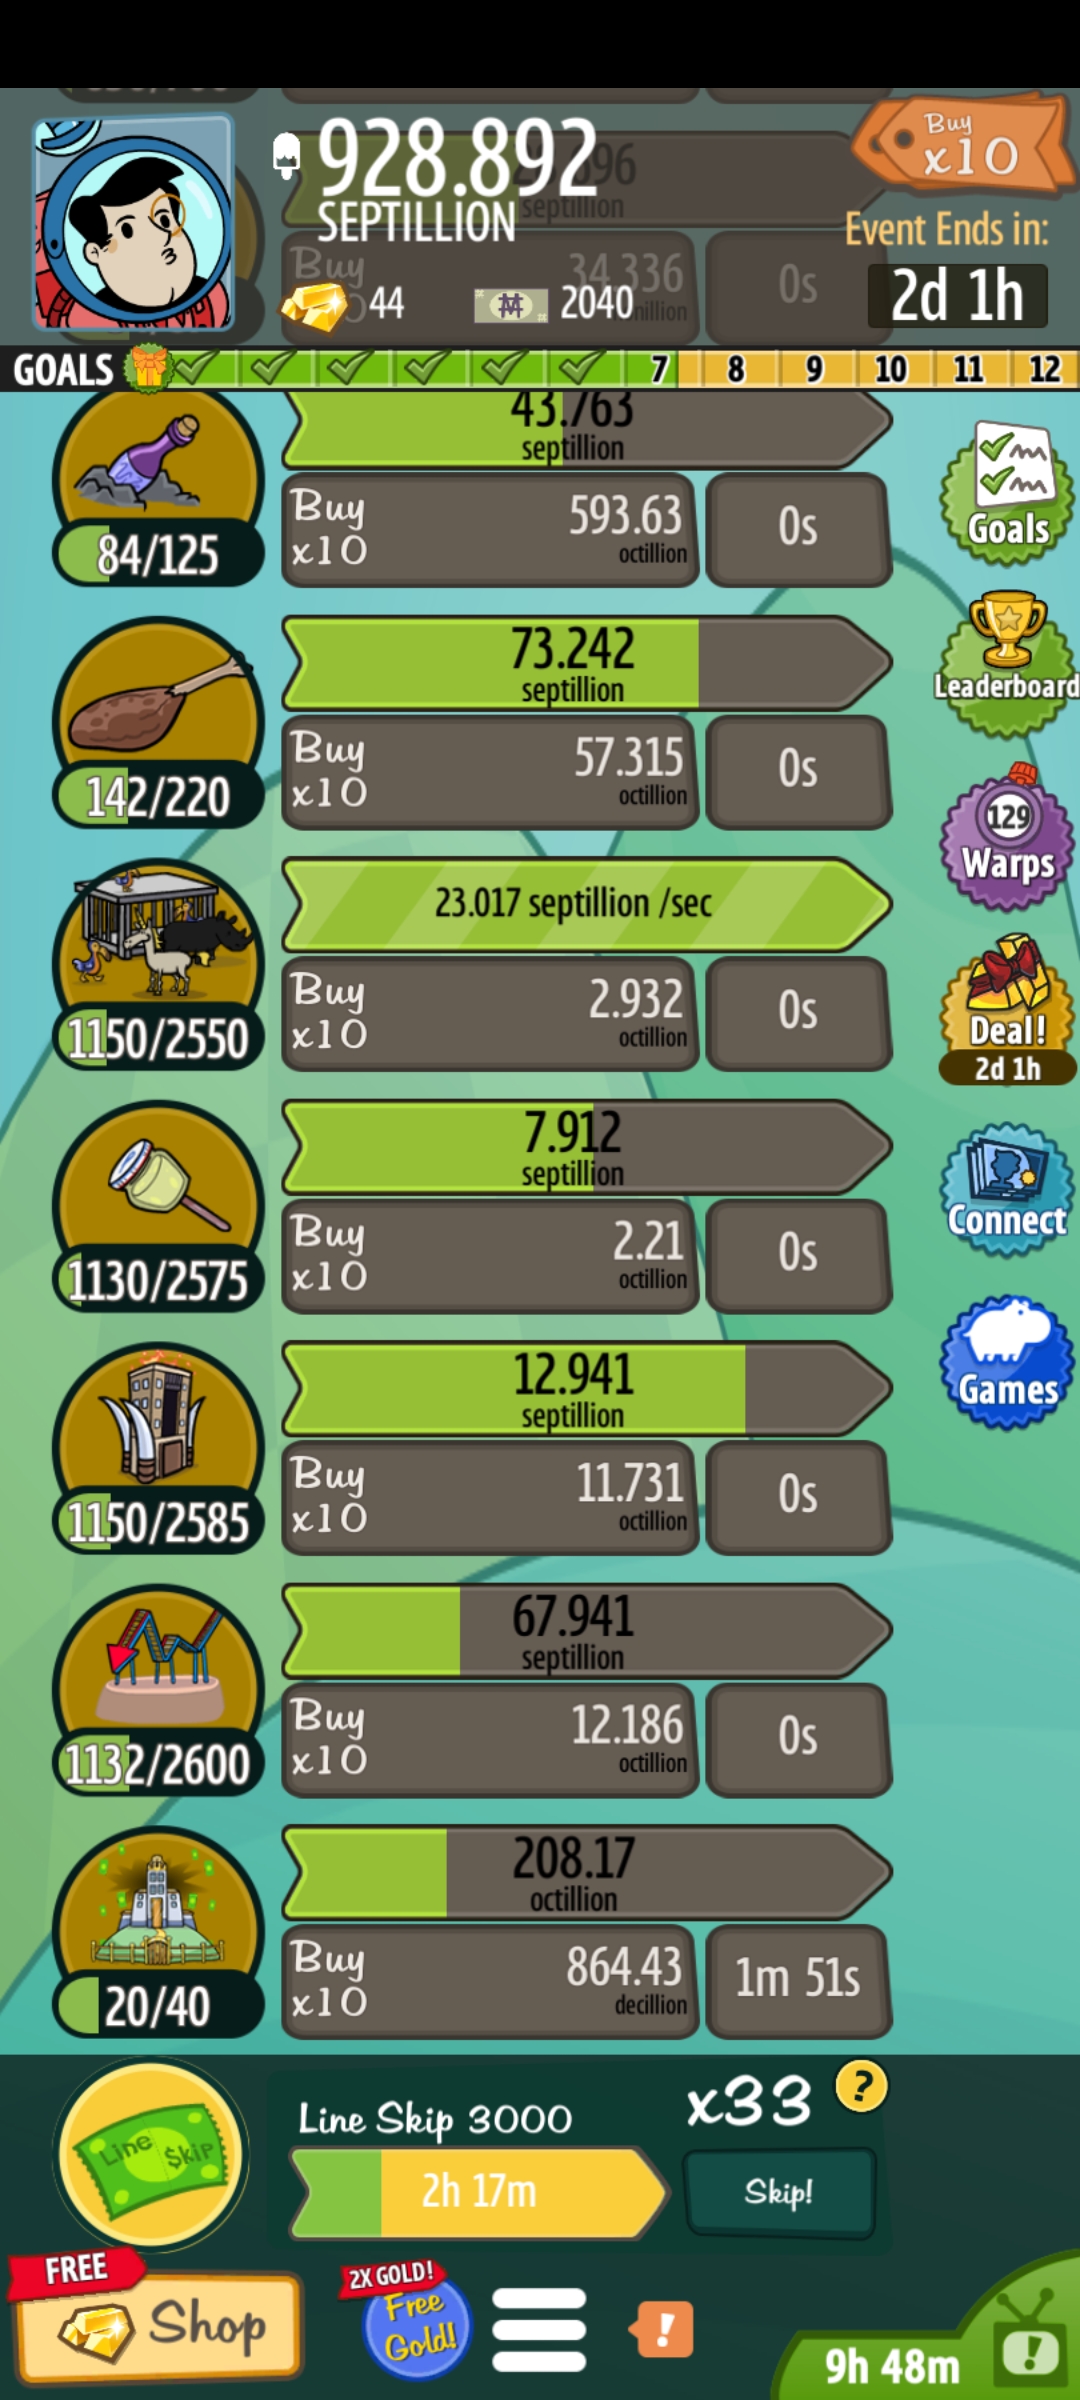 928.892
SEPTILLION
Buy
x10
Event Ends in:
2d 1h
septillion
Buy
34.336
0s
44
2040
GOALS
7
8
9
10
11
12
43.763
septillion
Buy
x10
593.63
octillion
0s
84/125
Goals
73.242
septillion
Leaderboard
Buy
x10
57.315
octillion
0s
142/220
129
Warps
23.017 septillion /sec
Buy
x10
2.932
octillion
0s
1150/2550
Deal!
2d 1h
7.912
septillion
Buy
x10
2.21
octillion
0s
1130/2575
Connect
12.941
septillion
Games
Buy
x10
11.731
octillion
0s
1150/2585
67.941
septillion
Buy
x10
12.186
octillion
0s
1132/2600
208.17
octillion
Buy
x10
864.43
decillion
1m 51s
20/40
Line Skip 3000
x33
?
Line $kip
2h 17m
Skip!
FREE
Shop
2X GOLD!
Free
Gold!
!
9h 48m
!